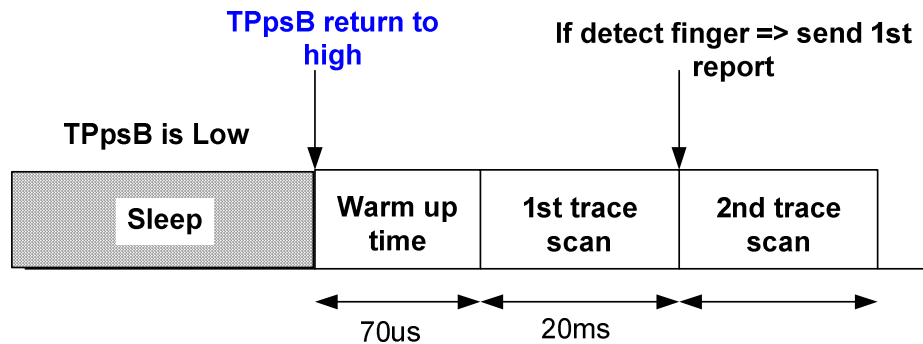 TPpsB return to
high
If detect finger => send 1st
report
TPpsB is Low
Sleep
Warm up
time
1st trace
scan
2nd trace
scan
70us
20ms